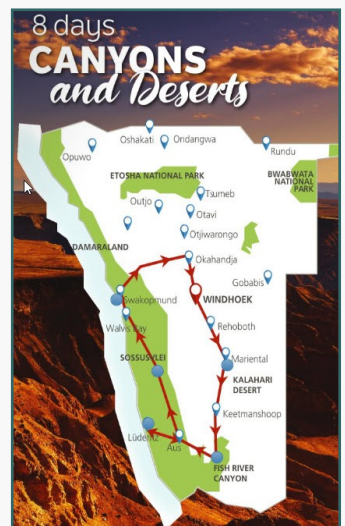 8 days
CANYONS
and Deserts
Oshakati
Ondangwa
Opuwo
Rundu
ETOSHA NATIONAL PARK
BWABWATA
NATIONAL
PARK
Tsumeb
Outjo
Otavi
Otjiwarongo
DAMARALAND
Okahandja
Gobabis
Swakopmund
WINDHOEK
Walvis Bay
Rehoboth
SOSSUSVLEI
Mariental
KALAHARI
DESERT
Keetmanshoop
Lüderitz
Aus
FISH RIVER
CANYON